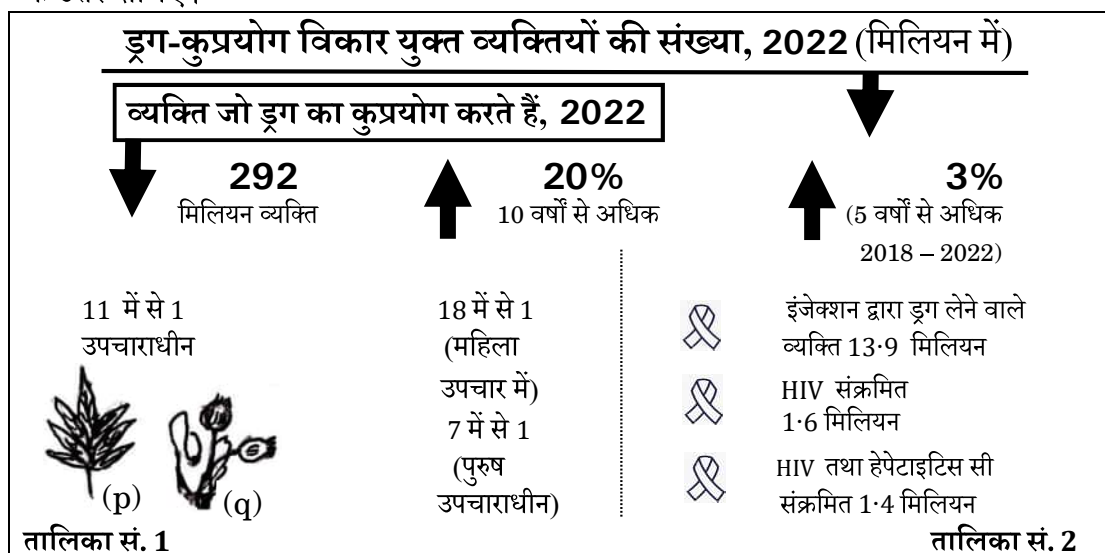 ड्रग-कुप्रयोग विकार युक्त व्यक्तियों की संख्या, 2022 (मिलियन में)
व्यक्ति जो ड्रग का कुप्रयोग करते हैं, 2022
292
मिलियन व्यक्ति
20%
10 वर्षों से अधिक
3%
(5 वर्षों से अधिक
2018 – 2022)
11 में से 1
उपचाराधीन
(p)
(q)
18 में से 1
(महिला
उपचार में)
7 में से 1
(पुरुष
उपचाराधीन)
इंजेक्शन द्वारा ड्रग लेने वाले
व्यक्ति 13·9 मिलियन
HIV संक्रमित
1·6 मिलियन
HIV तथा हेपेटाइटिस सी
संक्रमित 1·4 मिलियन
तालिका सं. 1
तालिका सं. 2